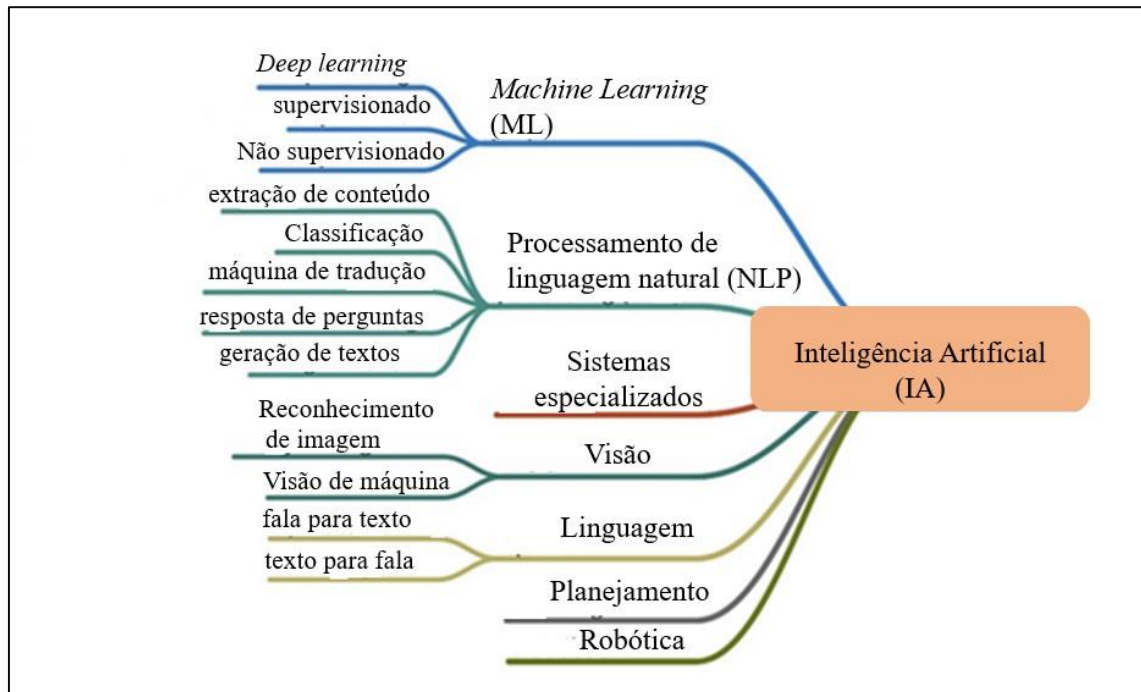 Deep learning
supervisionado
Não supervisionado
Machine Learning
(ML)
extração de conteúdo
Classificação
máquina de tradução
resposta de perguntas
geração de textos
Processamento de
linguagem natural (NLP)
Sistemas
especializados
Reconhecimento
de imagem
Visão de máquina
Visão
fala para texto
texto para fala
Linguagem
Planejamento
Robótica
Inteligência Artificial
(IA)